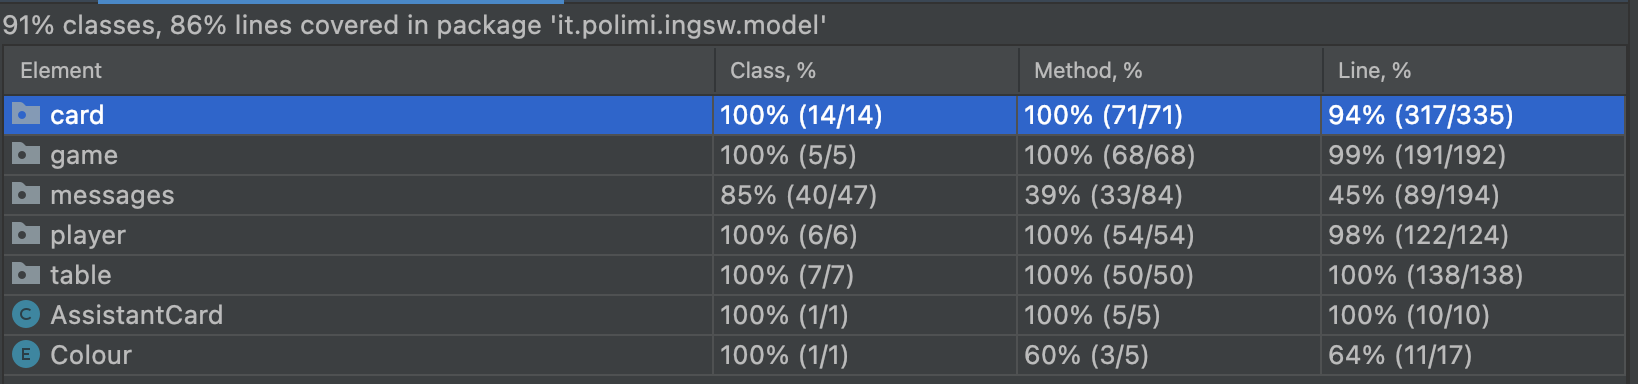 91% classes, 86% lines covered in package 'it.polimi.ingsw.model'
Element Class, % Method, % Line, %
card 100% (14/14) 100% (71/71) 94% (317/335)
game 100% (5/5) 100% (68/68) 99% (191/192)
messages 85% (40/47) 39% (33/84) 45% (89/194)
player 100% (6/6) 100% (54/54) 98% (122/124)
table 100% (7/7) 100% (50/50) 100% (138/138)
C AssistantCard 100% (1/1) 100% (5/5) 100% (10/10)
E Colour 100% (1/1) 60% (3/5) 64% (11/17)